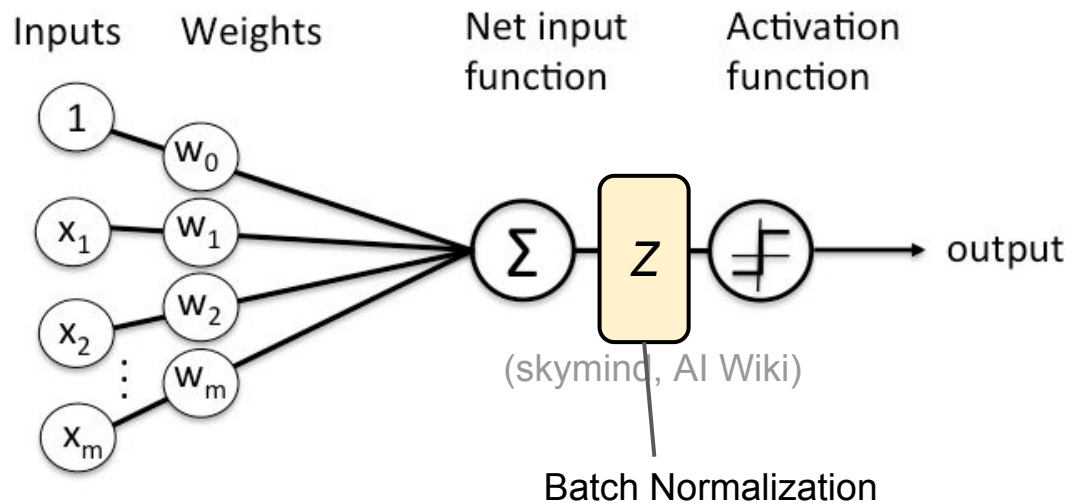 Inputs Weights Net input function Activation function
1
w0
x1
w1
x2
w2
⋮
wm
xm
Σ
Z
output
(skymind, AI Wiki)
Batch Normalization